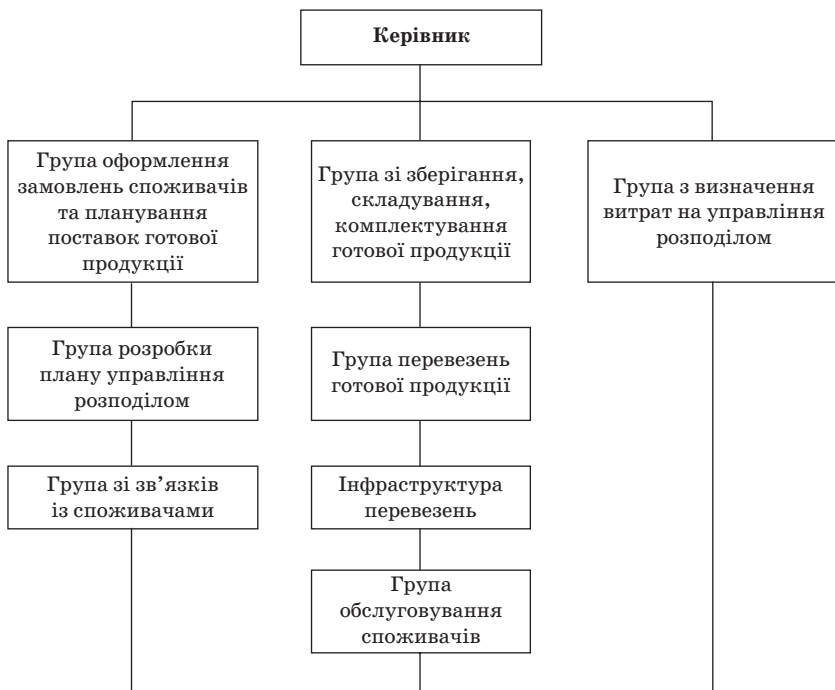 Керівник
Група оформлення
замовлень споживачів
та планування
поставок готової
продукції
Група зі зберігання,
складування,
комплектування
готової продукції
Група з визначення
витрат на управління
розподілом
Група розробки
плану управління
розподілом
Група перевезень
готової продукції
Група зі зв’язків
із споживачами
Інфраструктура
перевезень
Група
обслуговування
споживачів